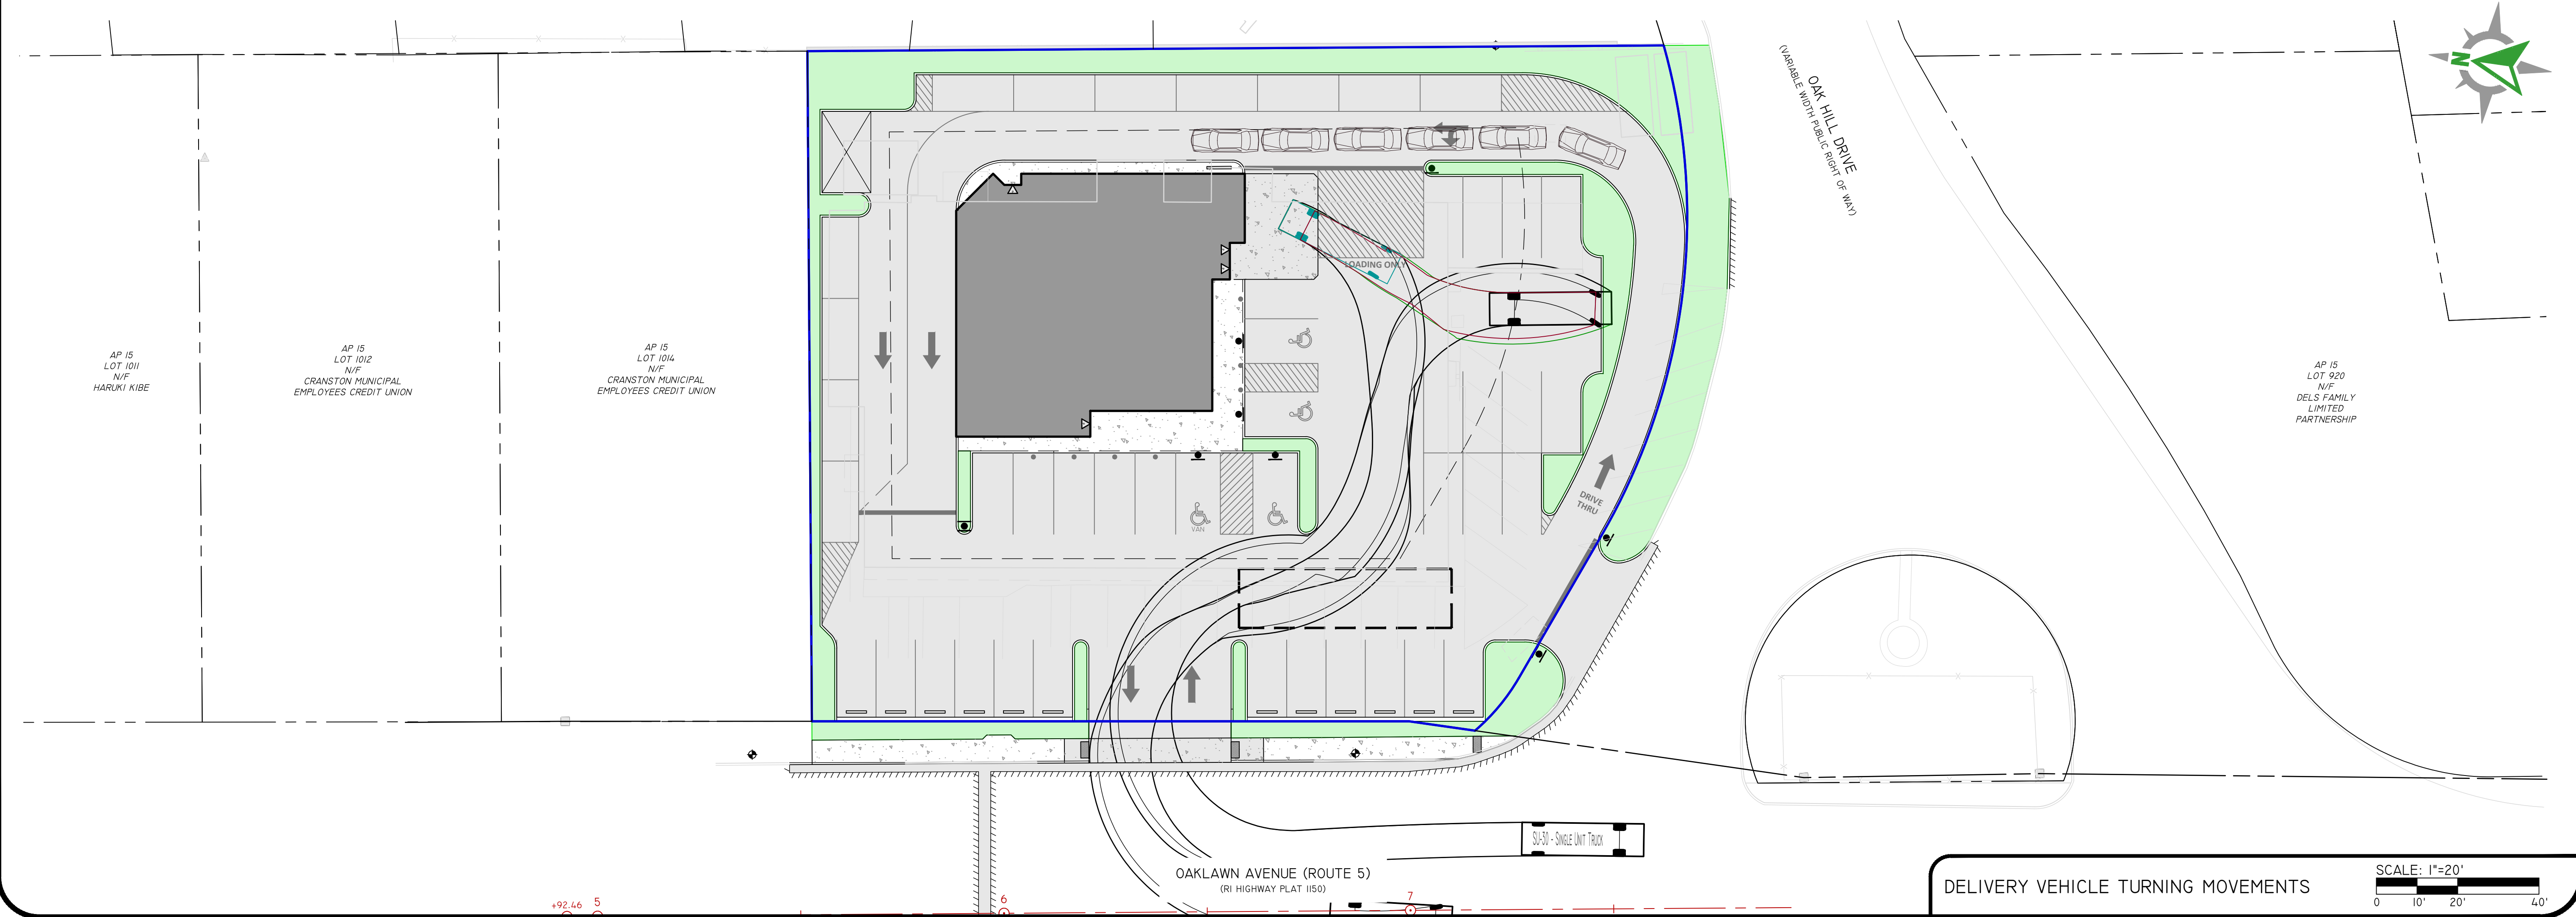 N
OAK HILL DRIVE
(VARIABLE WIDTH PUBLIC RIGHT OF WAY)
LOADING ONLY
AP 15
LOT 1011
N/F
HARUKI KIBE
AP 15
LOT 1012
N/F
CRANSTON MUNICIPAL
EMPLOYEES CREDIT UNION
AP 15
LOT 1014
N/F
CRANSTON MUNICIPAL
EMPLOYEES CREDIT UNION
AP 15
LOT 920
N/F
DELS FAMILY
LIMITED
PARTNERSHIP
DRIVE
THRU
VAN
SU-30 - SINGLE UNIT TRUCK
OAKLAWN AVENUE (ROUTE 5)
(RI HIGHWAY PLAT 1150)
+92.46
5
6
7
DELIVERY VEHICLE TURNING MOVEMENTS
SCALE: 1"=20'
0 10' 20' 40'